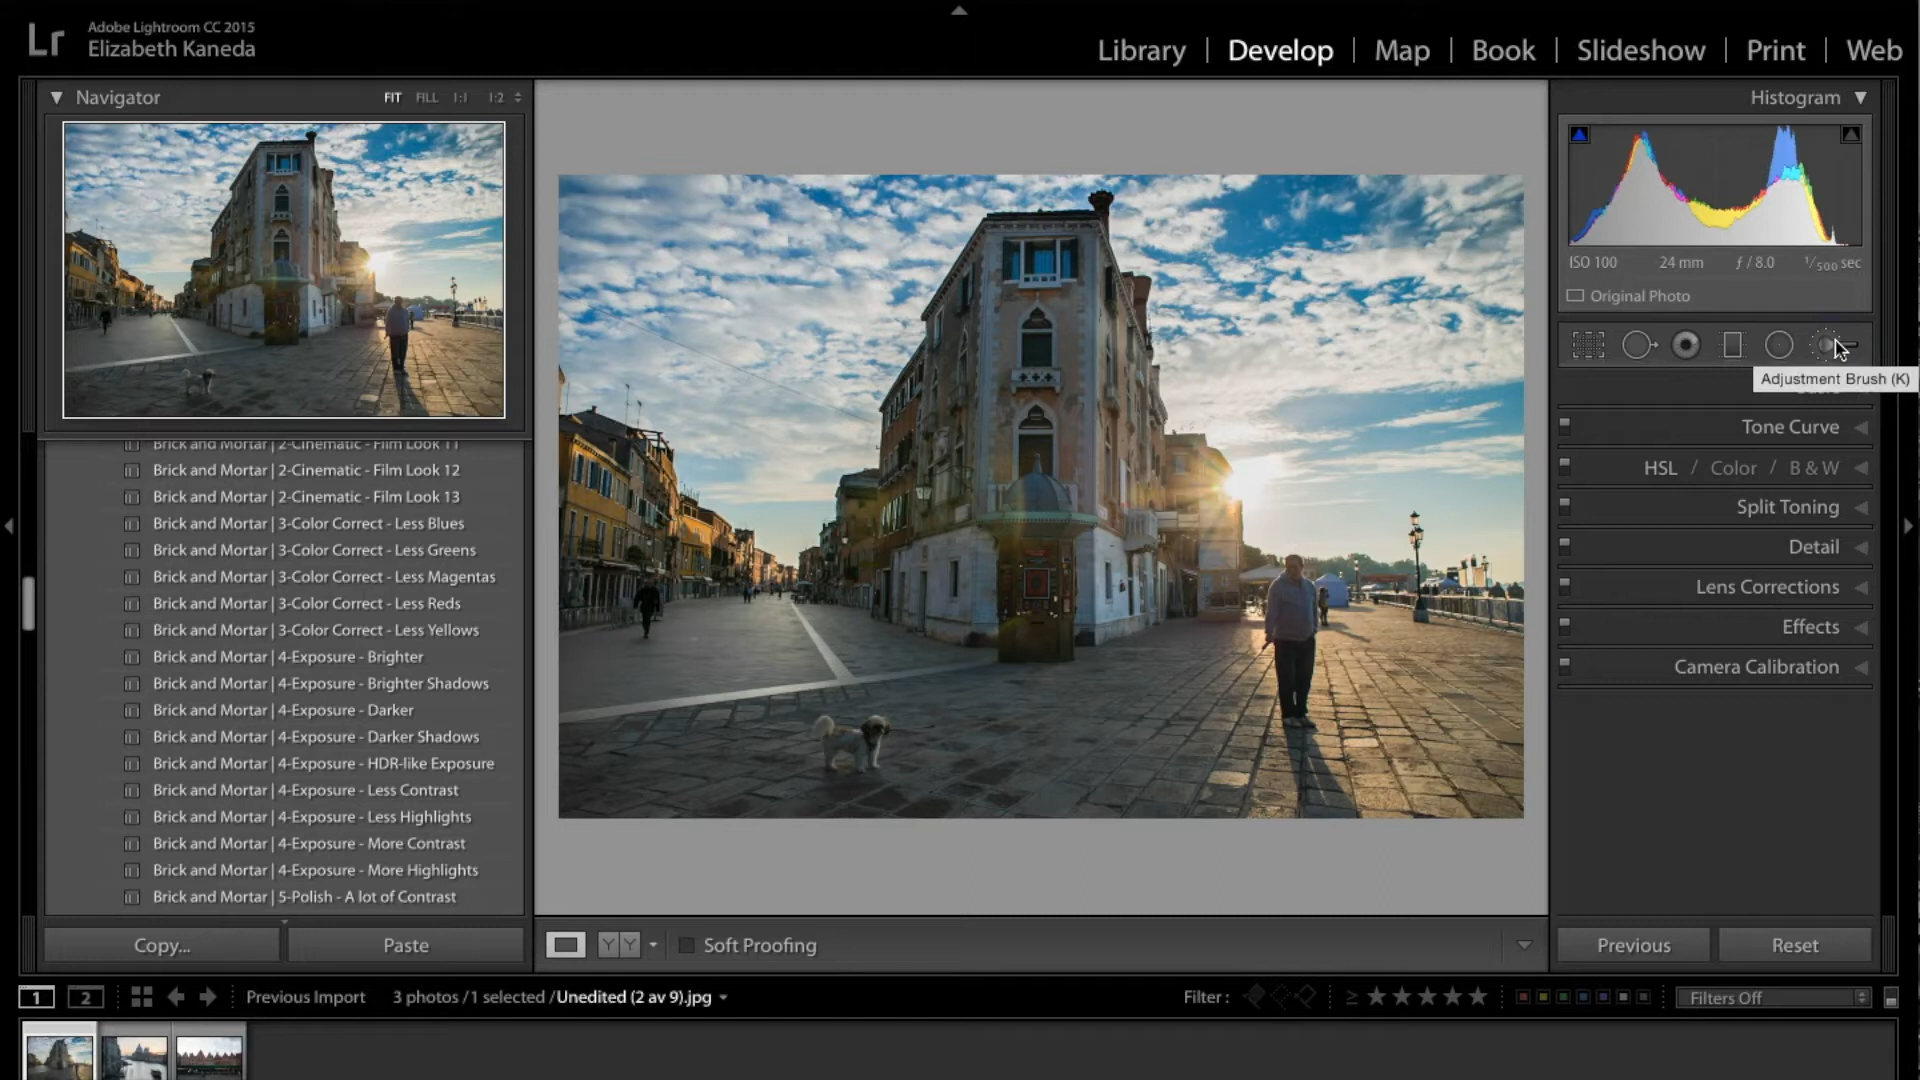 Lr
Adobe Lightroom CC 2015
Elizabeth Kaneda
Library | Develop | Map | Book | Slideshow | Print | Web
Navigator
FIT FILL 1:1 1:2
Brick and Mortar | 2-Cinematic - Film Look 11
Brick and Mortar | 2-Cinematic - Film Look 12
Brick and Mortar | 2-Cinematic - Film Look 13
Brick and Mortar | 3-Color Correct - Less Blues
Brick and Mortar | 3-Color Correct - Less Greens
Brick and Mortar | 3-Color Correct - Less Magentas
Brick and Mortar | 3-Color Correct - Less Reds
Brick and Mortar | 3-Color Correct - Less Yellows
Brick and Mortar | 4-Exposure - Brighter
Brick and Mortar | 4-Exposure - Brighter Shadows
Brick and Mortar | 4-Exposure - Darker
Brick and Mortar | 4-Exposure - Darker Shadows
Brick and Mortar | 4-Exposure - HDR-like Exposure
Brick and Mortar | 4-Exposure - Less Contrast
Brick and Mortar | 4-Exposure - Less Highlights
Brick and Mortar | 4-Exposure - More Contrast
Brick and Mortar | 4-Exposure - More Highlights
Brick and Mortar | 5-Polish - A lot of Contrast
Copy...
Paste
Soft Proofing
Histogram
ISO 100 24 mm ƒ / 8.0 1/500 sec
Original Photo
Adjustment Brush (K)
Tone Curve
HSL / Color / B & W
Split Toning
Detail
Lens Corrections
Effects
Camera Calibration
Previous
Reset
1 2 Previous Import 3 photos /1 selected /Unedited (2 av 9).jpg
Filter :
Filters Off